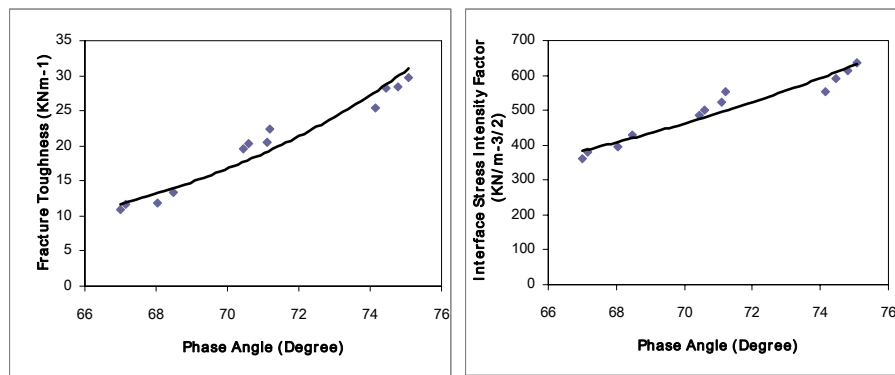 35
30
25
20
15
10
5
0
Fracture Toughness (KNm-1)
66 68 70 72 74 76
Phase Angle (Degree)
700
600
500
400
300
200
100
0
Interface Stress Intensity Factor
(KN/m-3/2)
66 68 70 72 74 76
Phase Angle (Degree)